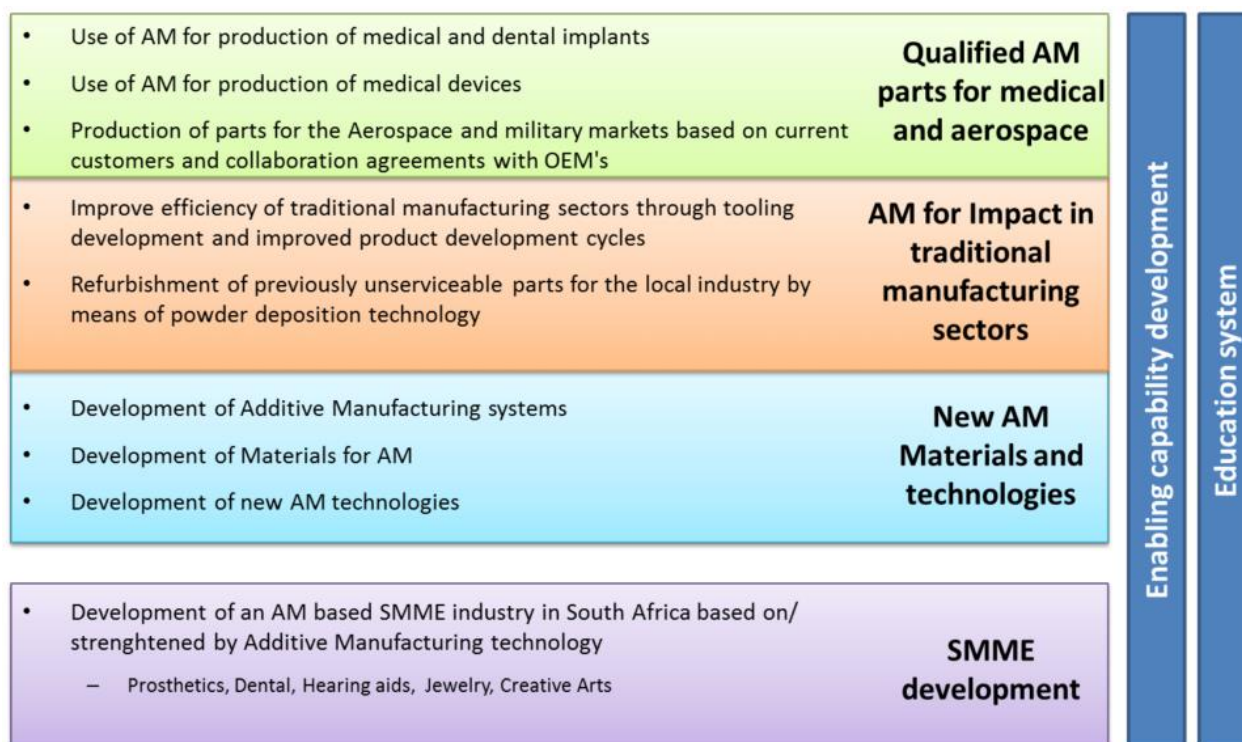 • Use of AM for production of medical and dental implants
• Use of AM for production of medical devices
• Production of parts for the Aerospace and military markets based on current
customers and collaboration agreements with OEM's
Qualified AM
parts for medical
and aerospace
• Improve efficiency of traditional manufacturing sectors through tooling
development and improved product development cycles
• Refurbishment of previously unserviceable parts for the local industry by
means of powder deposition technology
AM for Impact in
traditional
manufacturing
sectors
• Development of Additive Manufacturing systems
• Development of Materials for AM
• Development of new AM technologies
New AM
Materials and
technologies
• Development of an AM based SMME industry in South Africa based on/
strenghtened by Additive Manufacturing technology
– Prosthetics, Dental, Hearing aids, Jewelry, Creative Arts
SMME
development
Enabling capability development
Education system